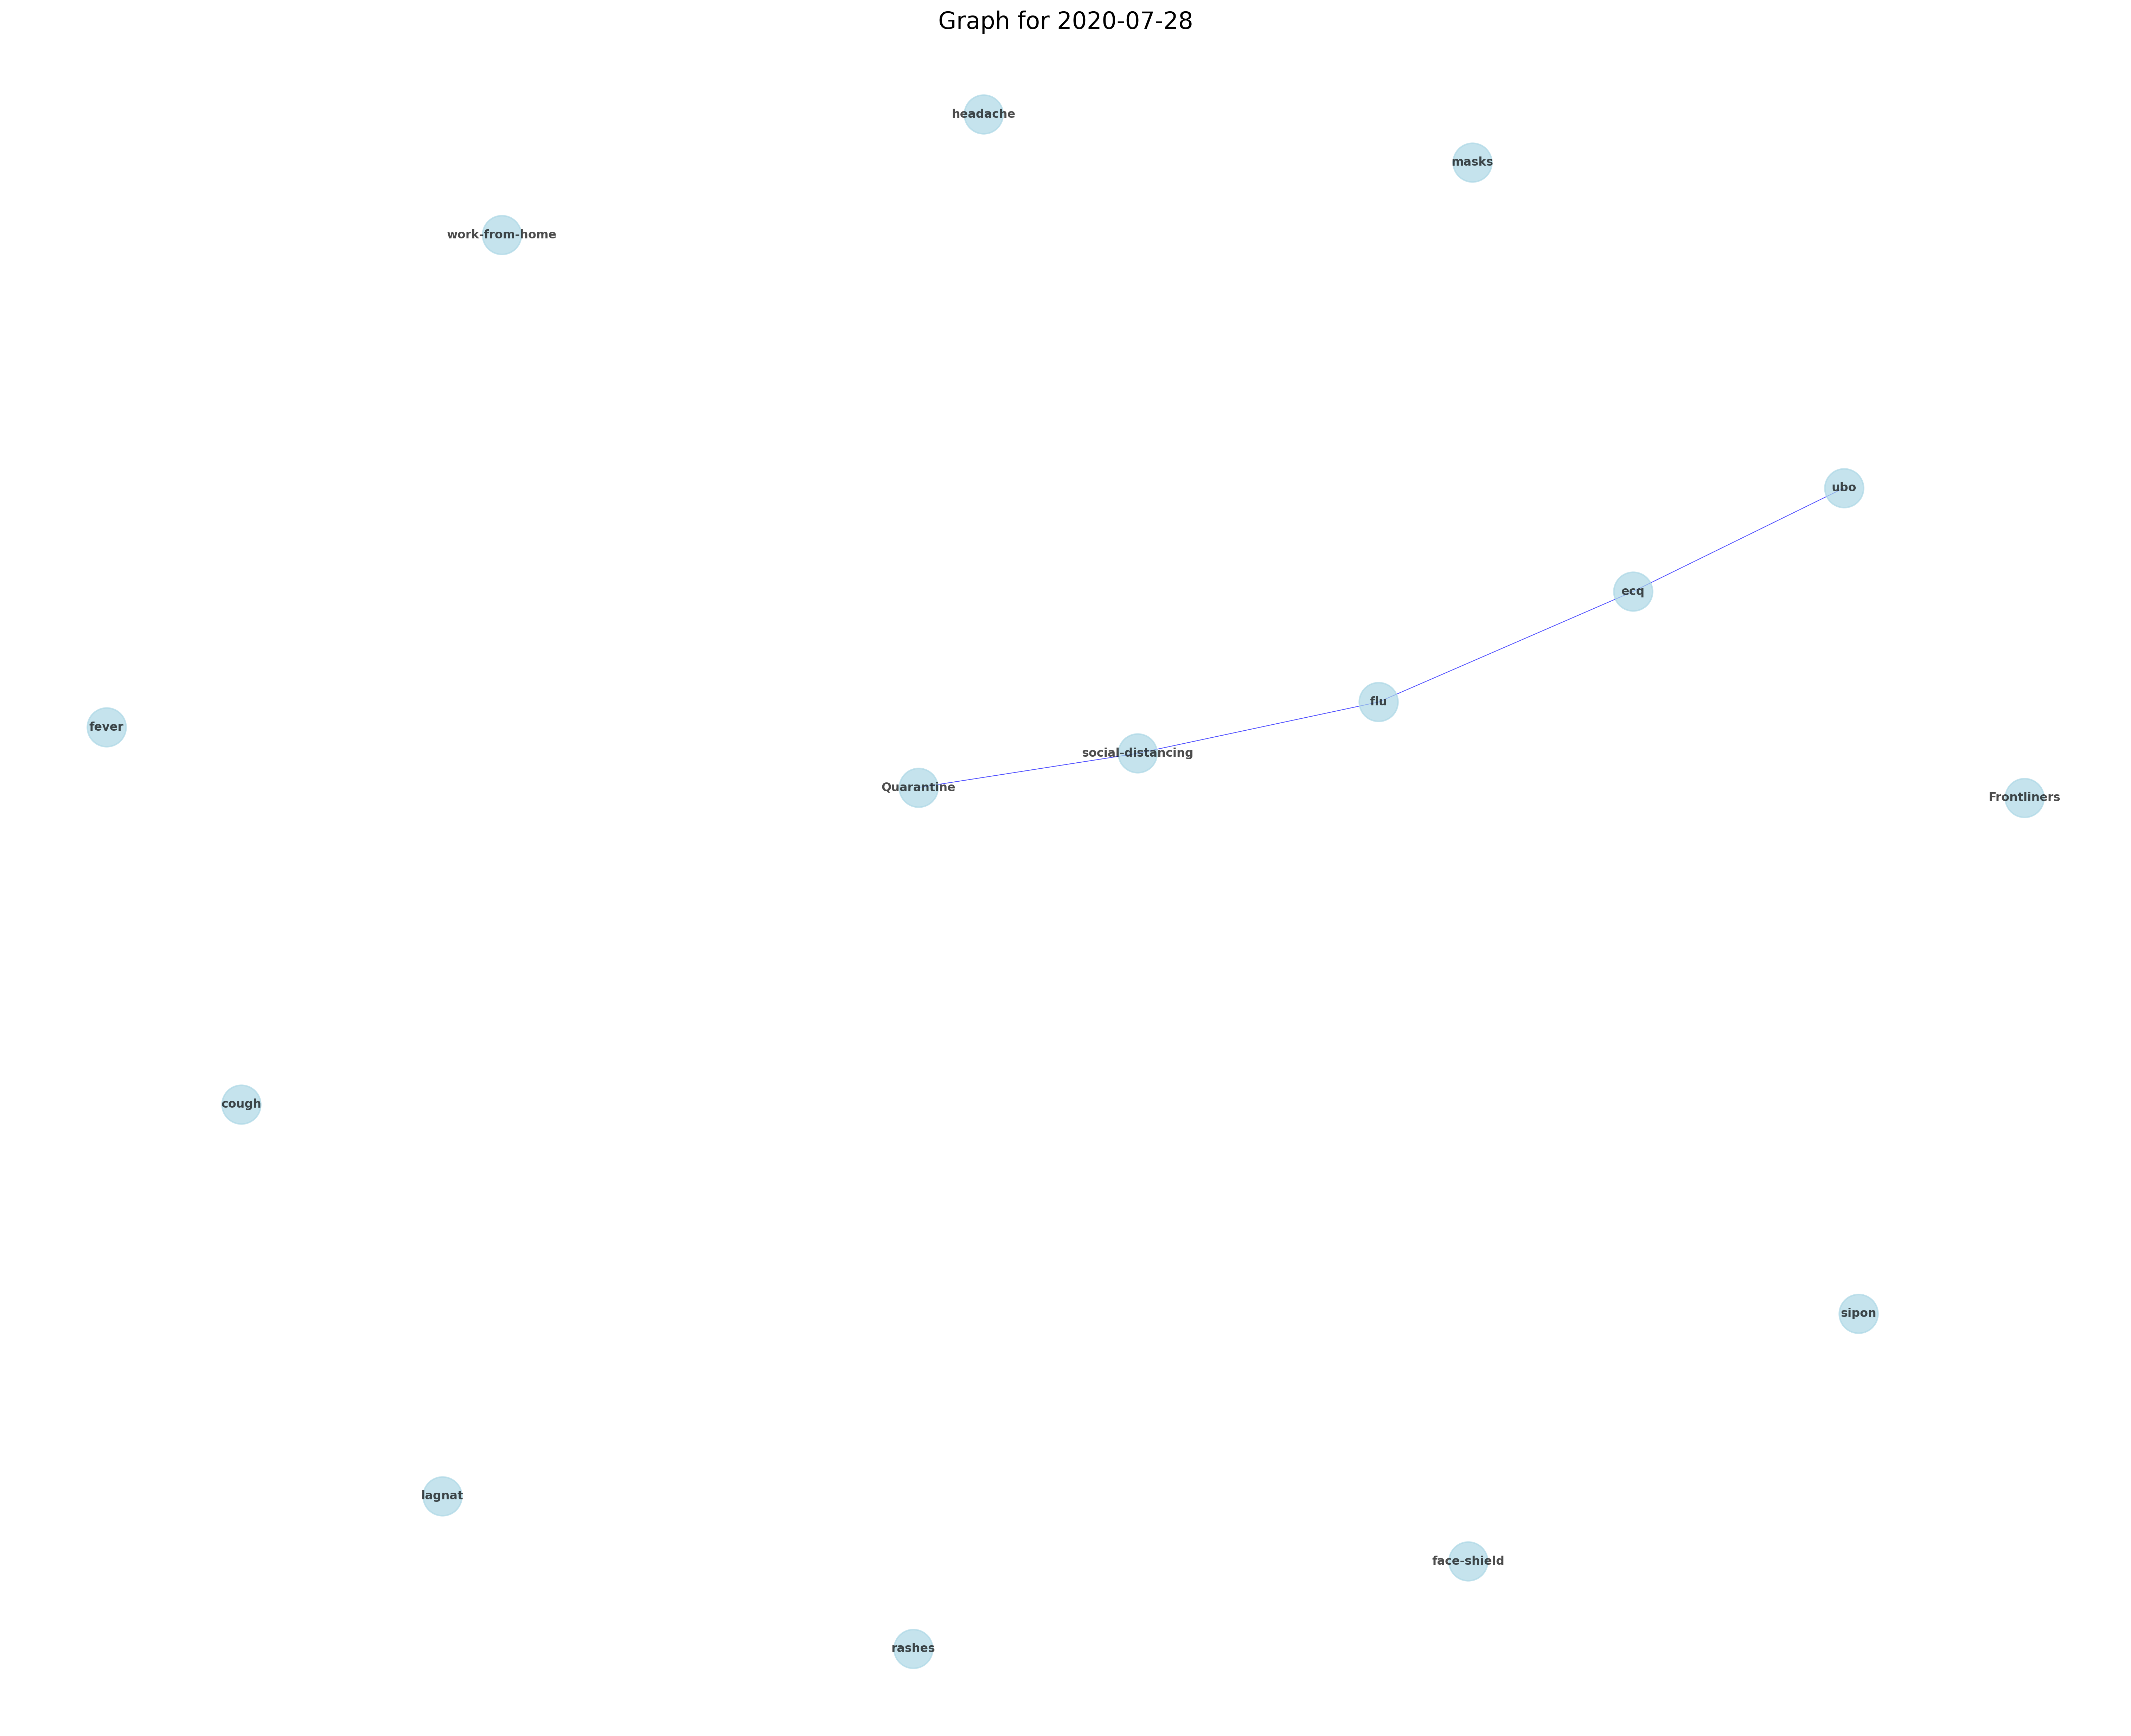 Graph for 2020-07-28
headache
masks
work-from-home
ubo
ecq
flu
fever
social-distancing
Quarantine
Frontliners
cough
sipon
lagnat
face-shield
rashes